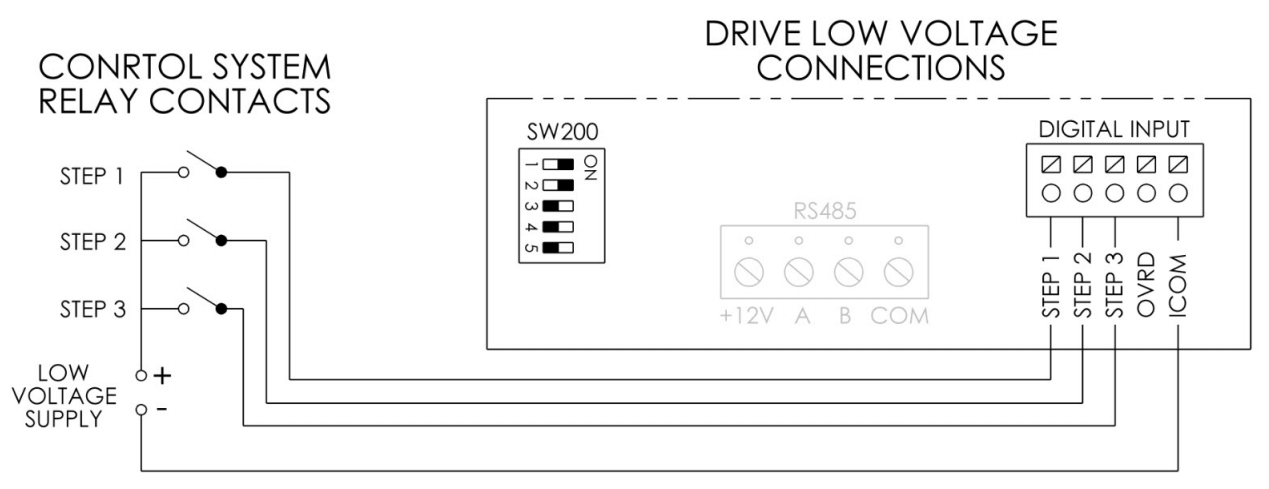 CONRTOL SYSTEM
RELAY CONTACTS
DRIVE LOW VOLTAGE
CONNECTIONS
STEP 1
STEP 2
STEP 3
LOW
VOLTAGE
SUPPLY
+
-
SW200
ON
1
2
3
4
5
RS485
+12V A B COM
DIGITAL INPUT
STEP 1
STEP 2
STEP 3
OVRD
ICOM